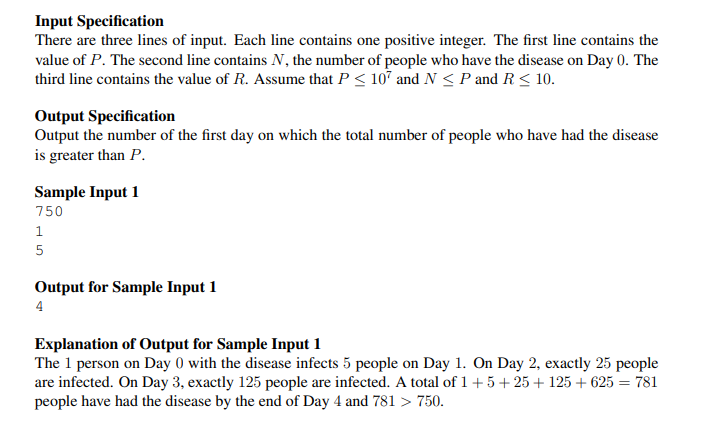 Input Specification
There are three lines of input. Each line contains one positive integer. The first line contains the
value of P. The second line contains N, the number of people who have the disease on Day 0. The
third line contains the value of R. Assume that P ≤ 10⁷ and N ≤ P and R ≤ 10.
Output Specification
Output the number of the first day on which the total number of people who have had the disease
is greater than P.
Sample Input 1
750
1
5
Output for Sample Input 1
4
Explanation of Output for Sample Input 1
The 1 person on Day 0 with the disease infects 5 people on Day 1. On Day 2, exactly 25 people
are infected. On Day 3, exactly 125 people are infected. A total of 1 + 5 + 25 + 125 + 625 = 781
people have had the disease by the end of Day 4 and 781 > 750.